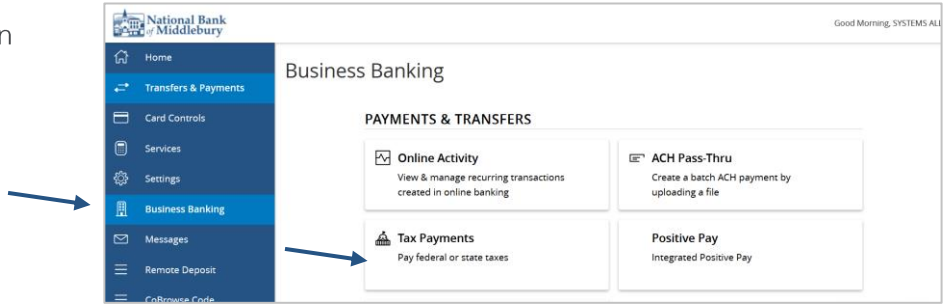 n
National Bank
of Middlebury
Good Morning, SYSTEMS ALL
Home
Transfers & Payments
Card Controls
Services
Settings
Business Banking
Messages
Remote Deposit
CoBrowse Code
Business Banking
PAYMENTS & TRANSFERS
Online Activity
View & manage recurring transactions
created in online banking
ACH Pass-Thru
Create a batch ACH payment by
uploading a file
Tax Payments
Pay federal or state taxes
Positive Pay
Integrated Positive Pay